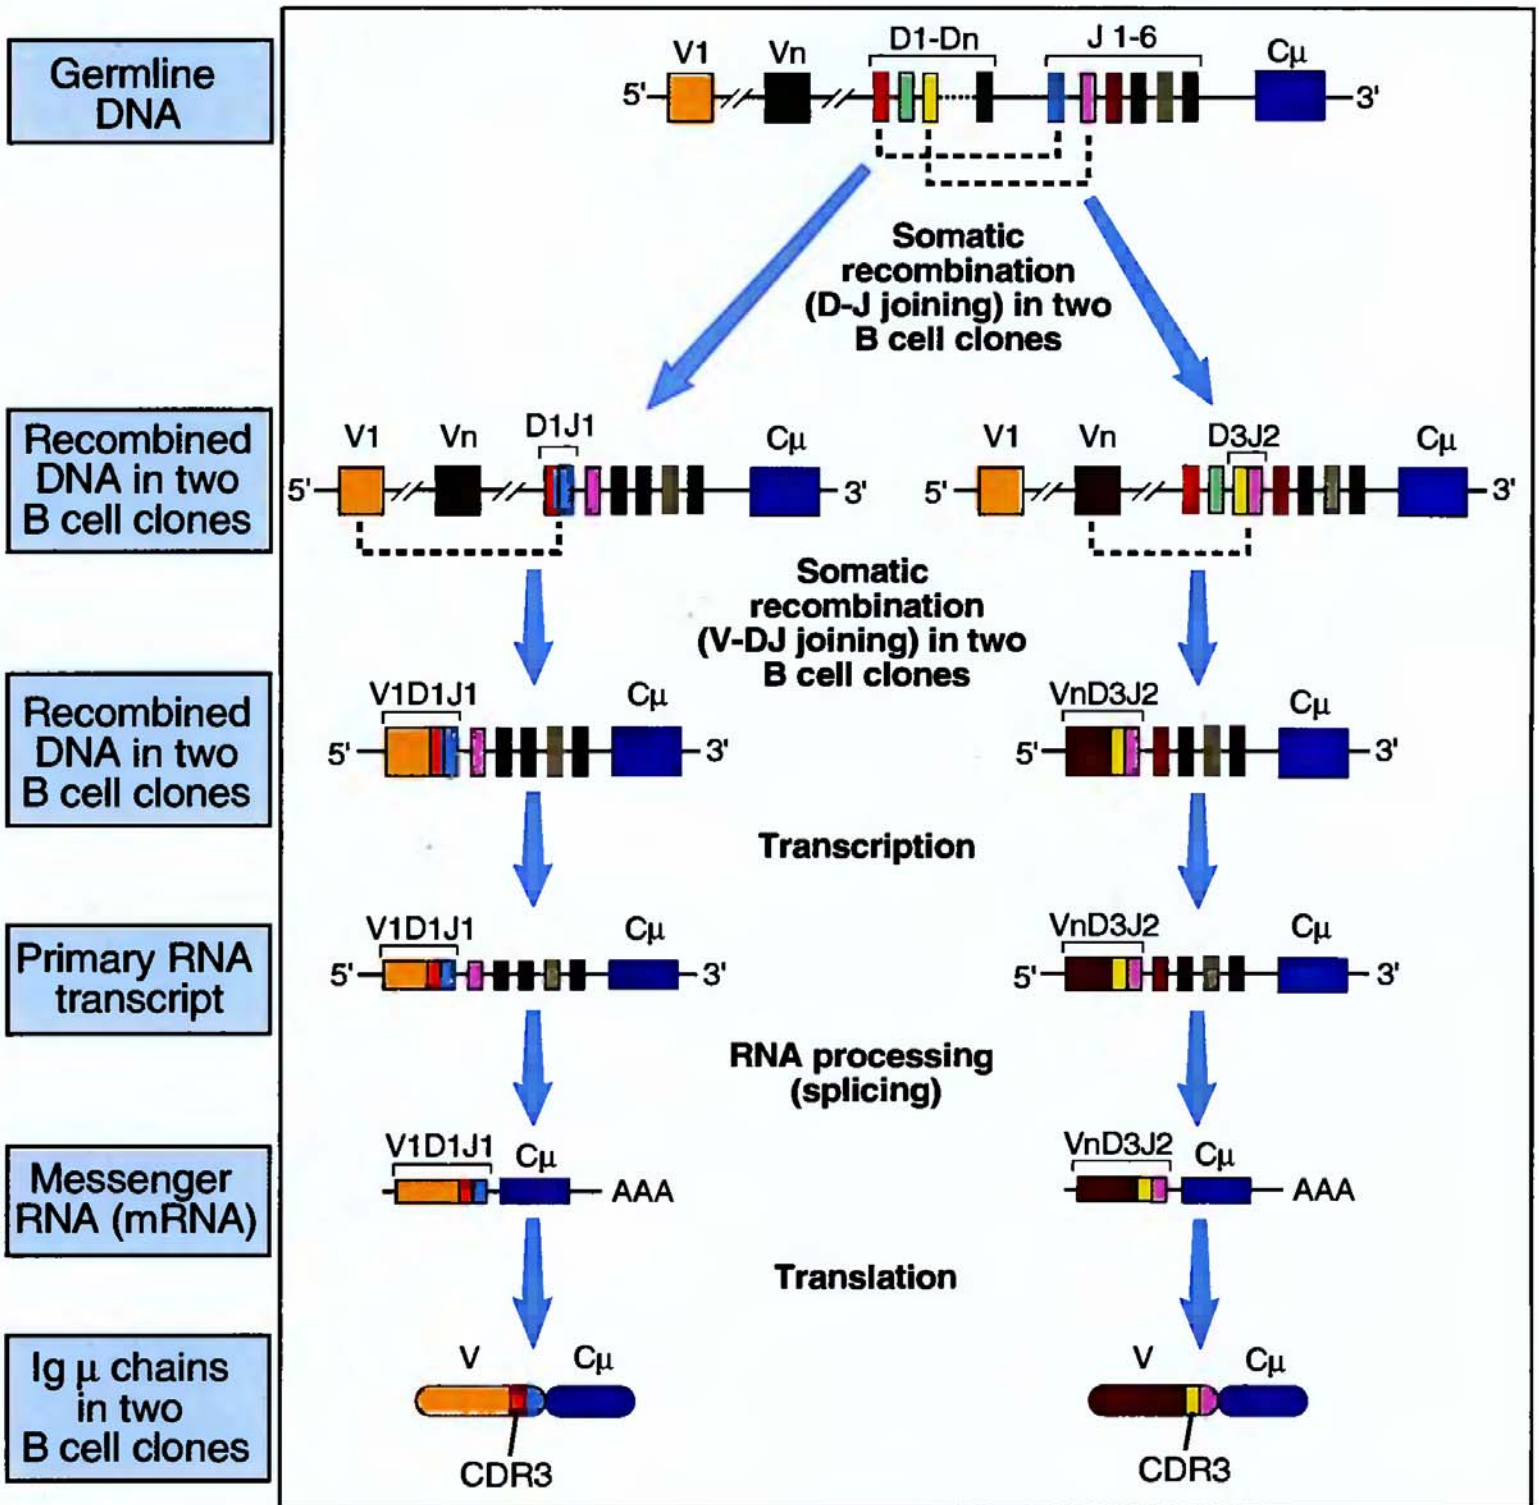 Germline
DNA
V1
Vn
D1-Dn
J 1-6
Cμ
5'
3'
Somatic
recombination
(D-J joining) in two
B cell clones
Recombined
DNA in two
B cell clones
V1
Vn
D1J1
Cμ
5'
3'
V1
Vn
D3J2
Cμ
5'
3'
Somatic
recombination
(V-DJ joining) in two
B cell clones
Recombined
DNA in two
B cell clones
V1D1J1
Cμ
5'
3'
VnD3J2
Cμ
5'
3'
Transcription
Primary RNA
transcript
V1D1J1
Cμ
5'
3'
VnD3J2
Cμ
5'
3'
RNA processing
(splicing)
Messenger
RNA (mRNA)
V1D1J1
Cμ
AAA
VnD3J2
Cμ
AAA
Translation
Ig μ chains
in two
B cell clones
V
Cμ
CDR3
V
Cμ
CDR3